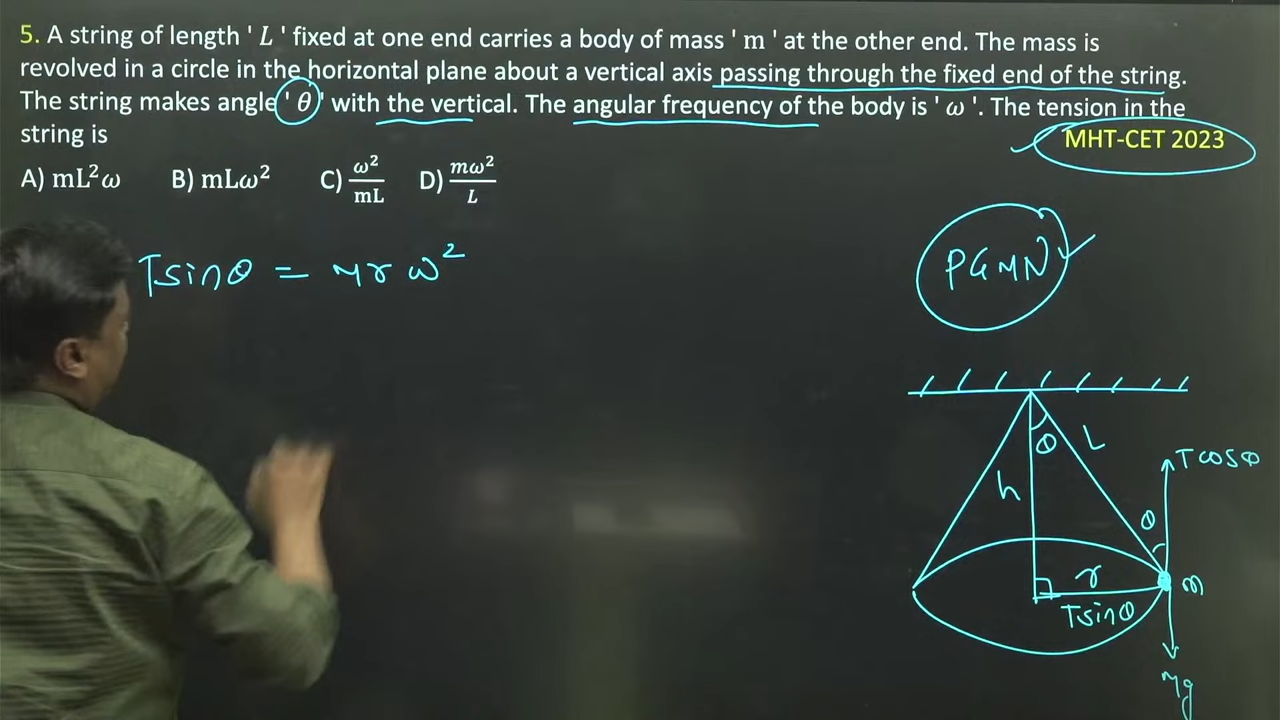 5. A string of length ' L ' fixed at one end carries a body of mass ' m ' at the other end. The mass is
revolved in a circle in the horizontal plane about a vertical axis passing through the fixed end of the string.
The string makes angle ' θ ' with the vertical. The angular frequency of the body is ' ω '. The tension in the
string is
MHT-CET 2023
A) mL²ω B) mLω² C) ω²/mL D) mω²/L
Tsinθ = mrω²
PGMN
θ
L
h
Tcosθ
θ
r
m
Tsinθ
mg